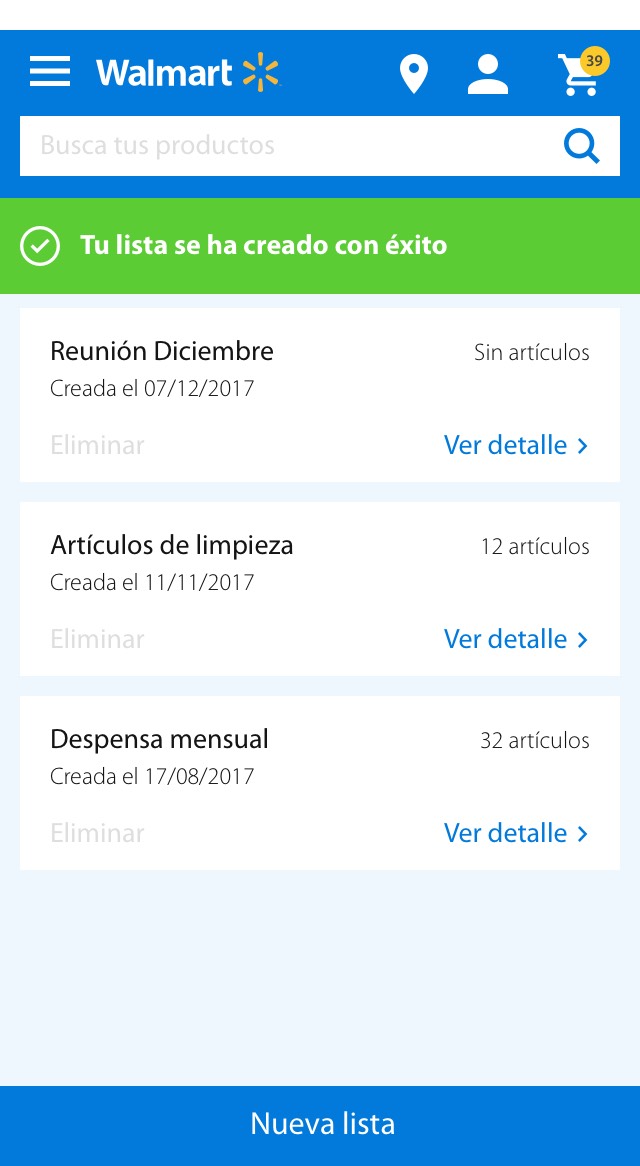 Walmart
39
Busca tus productos
Tu lista se ha creado con éxito
Reunión Diciembre
Sin artículos
Creada el 07/12/2017
Eliminar
Ver detalle >
Artículos de limpieza
12 artículos
Creada el 11/11/2017
Eliminar
Ver detalle >
Despensa mensual
32 artículos
Creada el 17/08/2017
Eliminar
Ver detalle >
Nueva lista